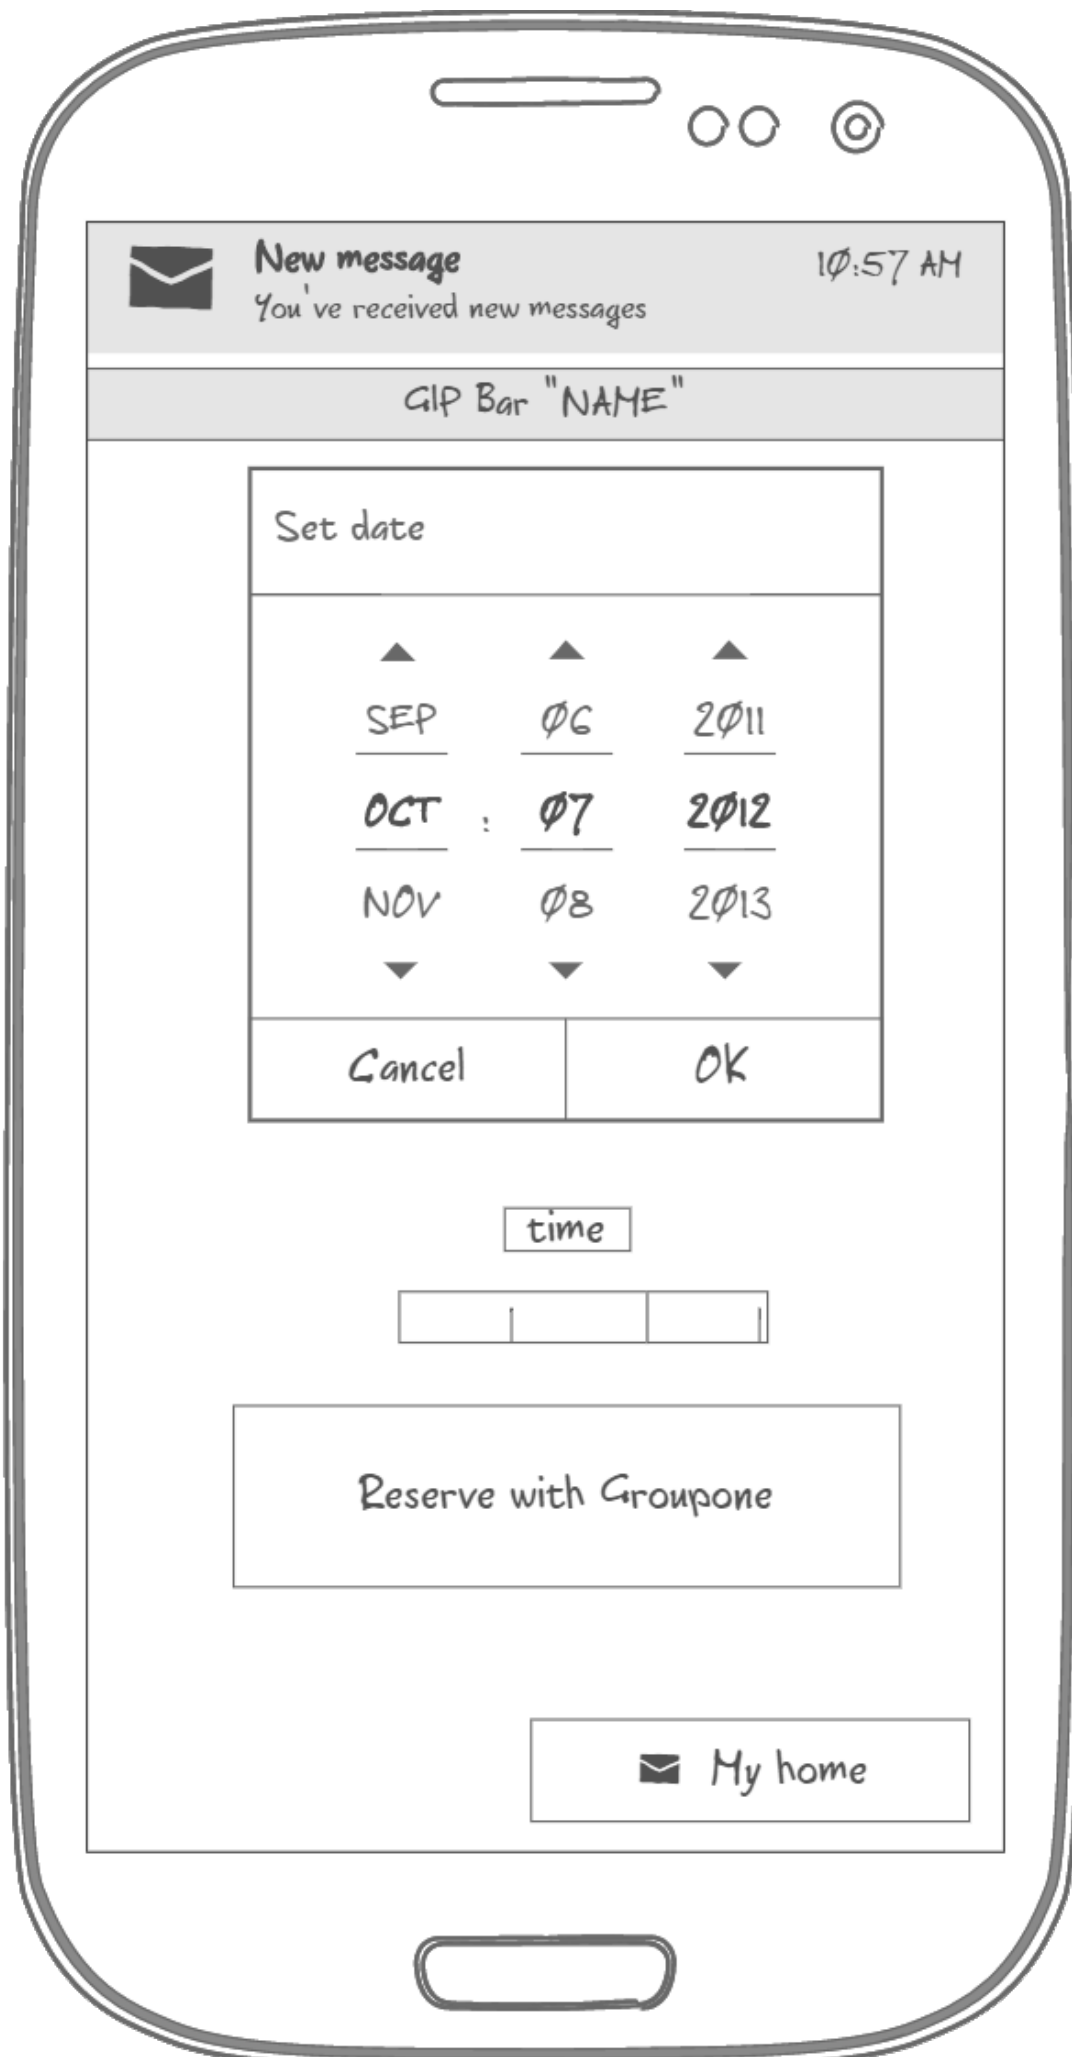 New message
10:57 AM
You've received new messages
GIP Bar "NAME"
Set date
SEP 06 2011
OCT : 07 2012
NOV 08 2013
Cancel OK
time
Reserve with Groupone
My home